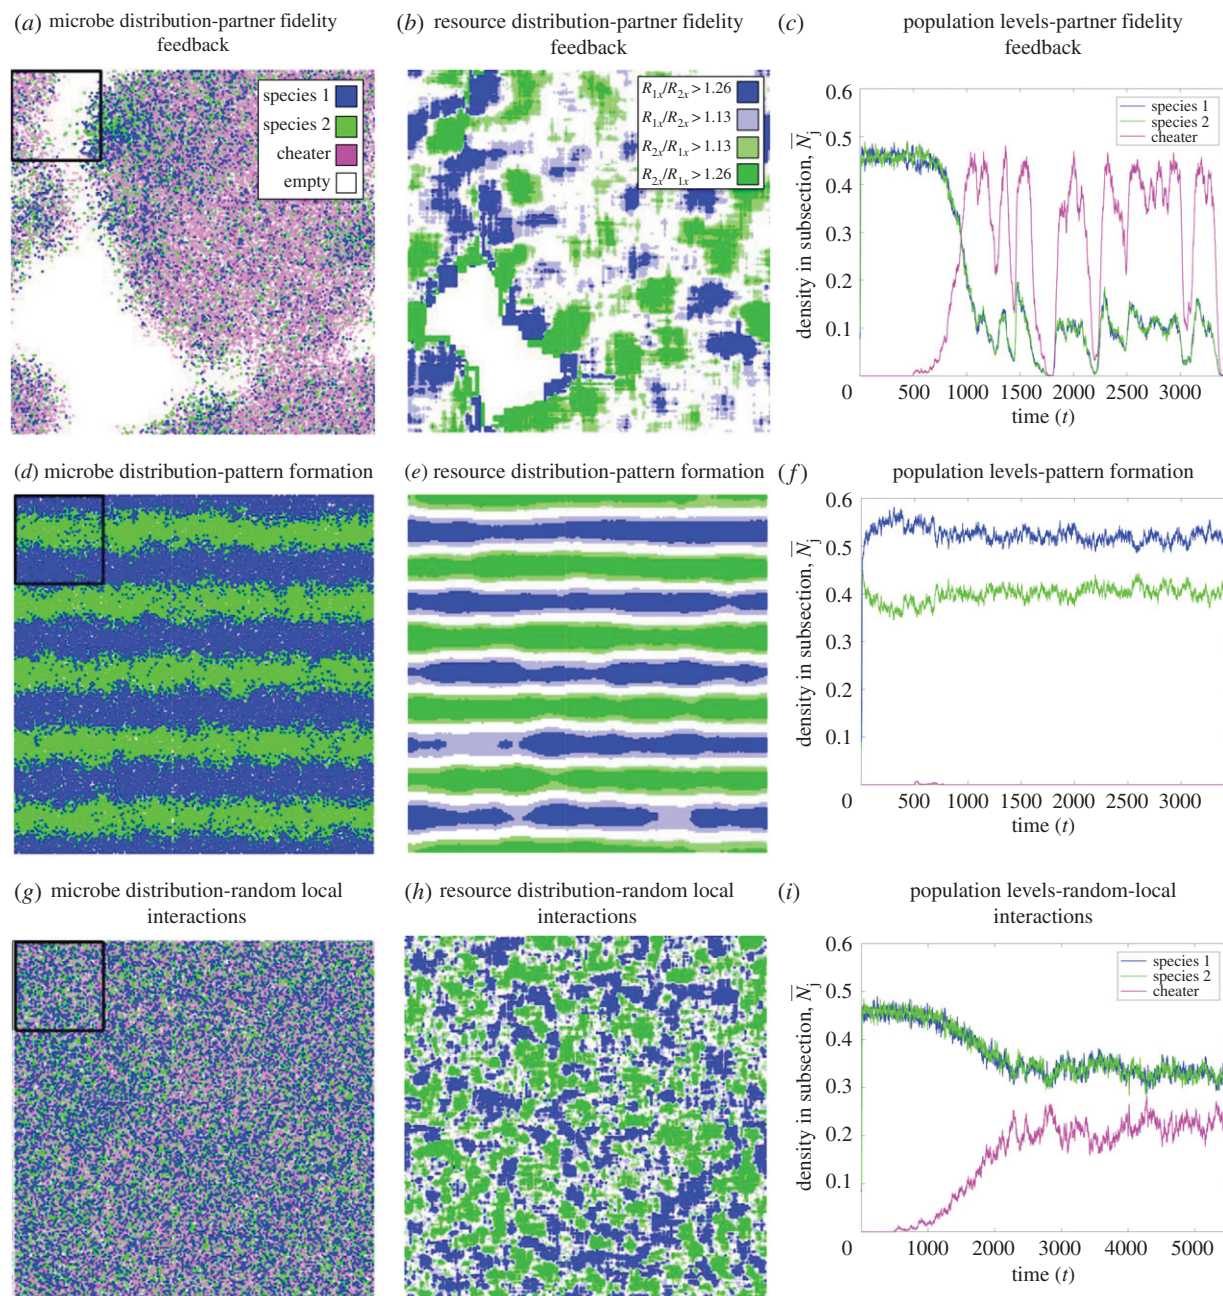 (a) microbe distribution-partner fidelity
feedback
(b) resource distribution-partner fidelity
feedback
(c) population levels-partner fidelity
feedback
species 1
species 2
cheater
empty
R1x/R2x > 1.26
R1x/R2x > 1.13
R2x/R1x > 1.13
R2x/R1x > 1.26
0.6
0.5
0.4
0.3
0.2
0.1
density in subsection, N̅j
species 1
species 2
cheater
0 500 1000 1500 2000 2500 3000
time (t)
(d) microbe distribution-pattern formation
(e) resource distribution-pattern formation
(f) population levels-pattern formation
0.6
0.5
0.4
0.3
0.2
0.1
density in subsection, N̅j
0 500 1000 1500 2000 2500 3000
time (t)
(g) microbe distribution-random local
interactions
(h) resource distribution-random local
interactions
(i) population levels-random-local
interactions
0.6
0.5
0.4
0.3
0.2
0.1
density in subsection, N̅j
species 1
species 2
cheater
0 1000 2000 3000 4000 5000
time (t)